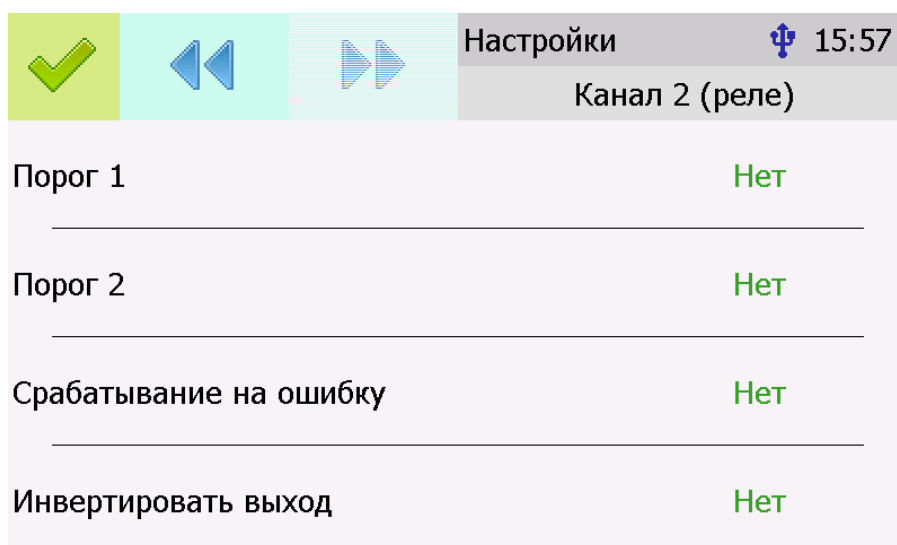 Настройки 15:57
Канал 2 (реле)
Порог 1 Нет
Порог 2 Нет
Срабатывание на ошибку Нет
Инвертировать выход Нет